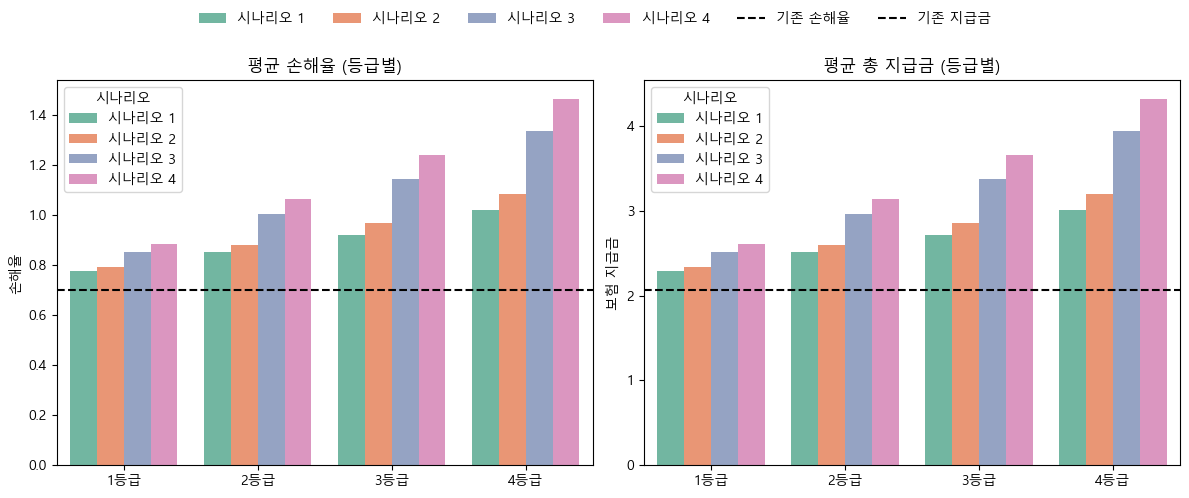 시나리오 1 시나리오 2 시나리오 3 시나리오 4 기존 손해율 기존 지급금
평균 손해율 (등급별)
시나리오
시나리오 1
시나리오 2
시나리오 3
시나리오 4
손해율
1.4
1.2
1.0
0.8
0.6
0.4
0.2
0.0
1등급 2등급 3등급 4등급
평균 총 지급금 (등급별)
시나리오
시나리오 1
시나리오 2
시나리오 3
시나리오 4
보험 지급금
4
3
2
1
0
1등급 2등급 3등급 4등급